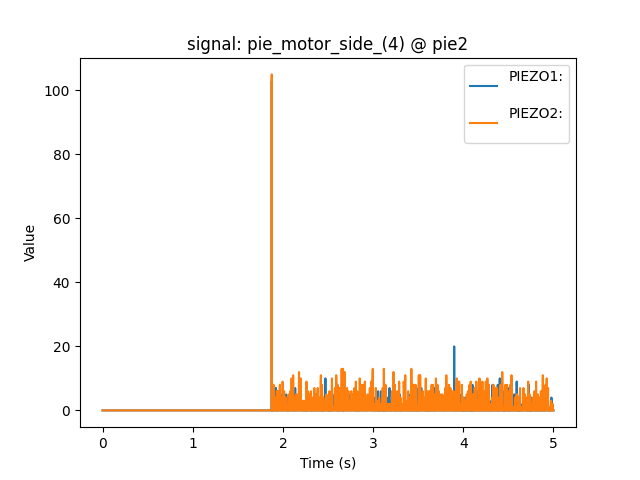 signal: pie_motor_side_(4) @ pie2
PIEZO1:
PIEZO2:
Value
100
80
60
40
20
0
0 1 2 3 4 5
Time (s)